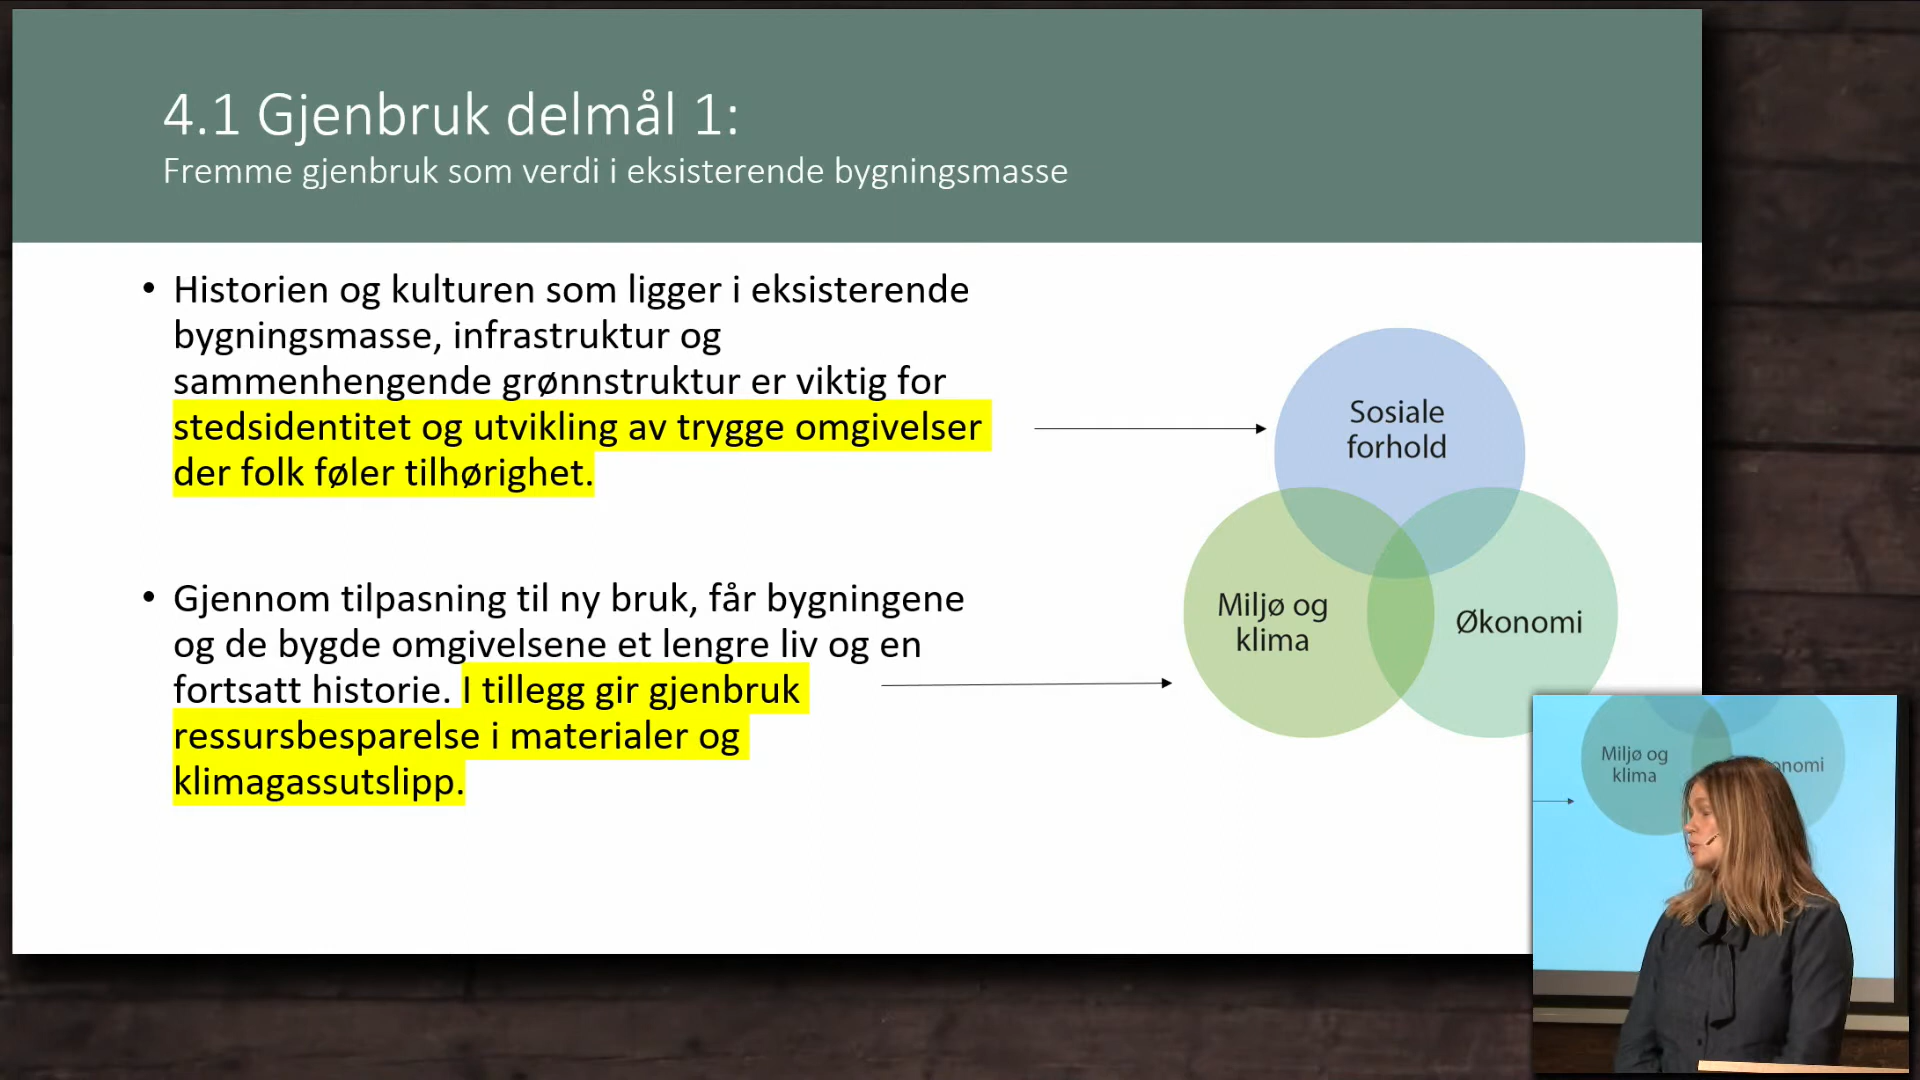 4.1 Gjenbruk delmål 1:
Fremme gjenbruk som verdi i eksisterende bygningsmasse
• Historien og kulturen som ligger i eksisterende
bygningsmasse, infrastruktur og
sammenhengende grønnstruktur er viktig for
stedsidentitet og utvikling av trygge omgivelser
der folk føler tilhørighet.
• Gjennom tilpasning til ny bruk, får bygningene
og de bygde omgivelsene et lengre liv og en
fortsatt historie. I tillegg gir gjenbruk
ressursbesparelse i materialer og
klimagassutslipp.
Sosiale
forhold
Miljø og
klima
Økonomi
Miljø og
klima
onomi